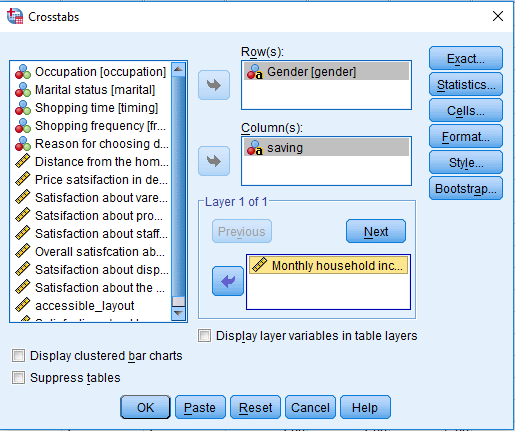 Crosstabs
Occupation [occupation]
Marital status [marital]
Shopping time [timing]
Shopping frequency [fr...
Reason for choosing d...
Distance from the hom...
Price satsifaction in de...
Satisfaction about vare...
Satsifaction about pro...
Satisfaction about staff...
Overall satisfcation ab...
Satsifaction about disp...
Satsifaction about the ...
accessible_layout
Row(s):
Gender [gender]
Column(s):
saving
Layer 1 of 1
Previous
Next
Monthly household inc...
Display layer variables in table layers
Exact...
Statistics...
Cells...
Format...
Style...
Bootstrap...
Display clustered bar charts
Suppress tables
OK
Paste
Reset
Cancel
Help